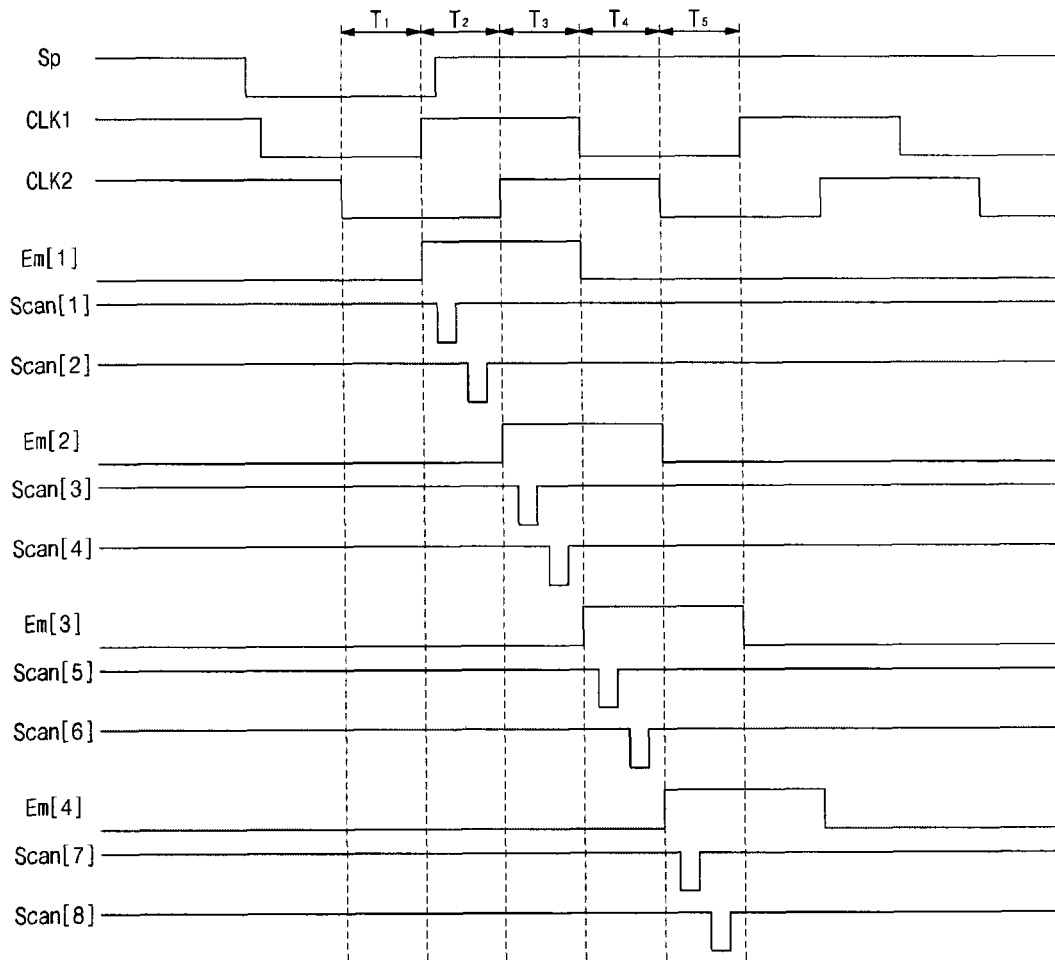 T1 T2 T3 T4 T5
Sp
CLK1
CLK2
Em[1]
Scan[1]
Scan[2]
Em[2]
Scan[3]
Scan[4]
Em[3]
Scan[5]
Scan[6]
Em[4]
Scan[7]
Scan[8]